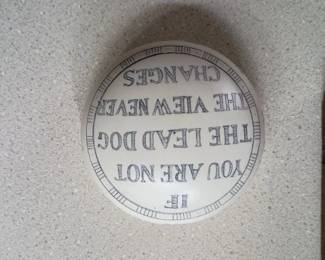 IF
YOU ARE NOT
THE LEAD DOG
THE VIEW NEVER
CHANGES